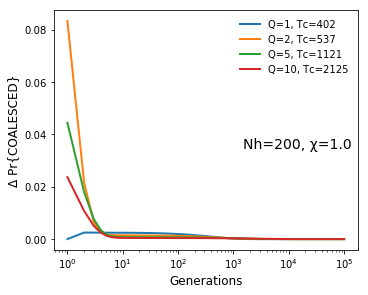 Δ Pr{COALESCED}
0.08
0.06
0.04
0.02
0.00
Q=1, Tc=402
Q=2, Tc=537
Q=5, Tc=1121
Q=10, Tc=2125
Nh=200, χ=1.0
10⁰ 10¹ 10² 10³ 10⁴ 10⁵
Generations